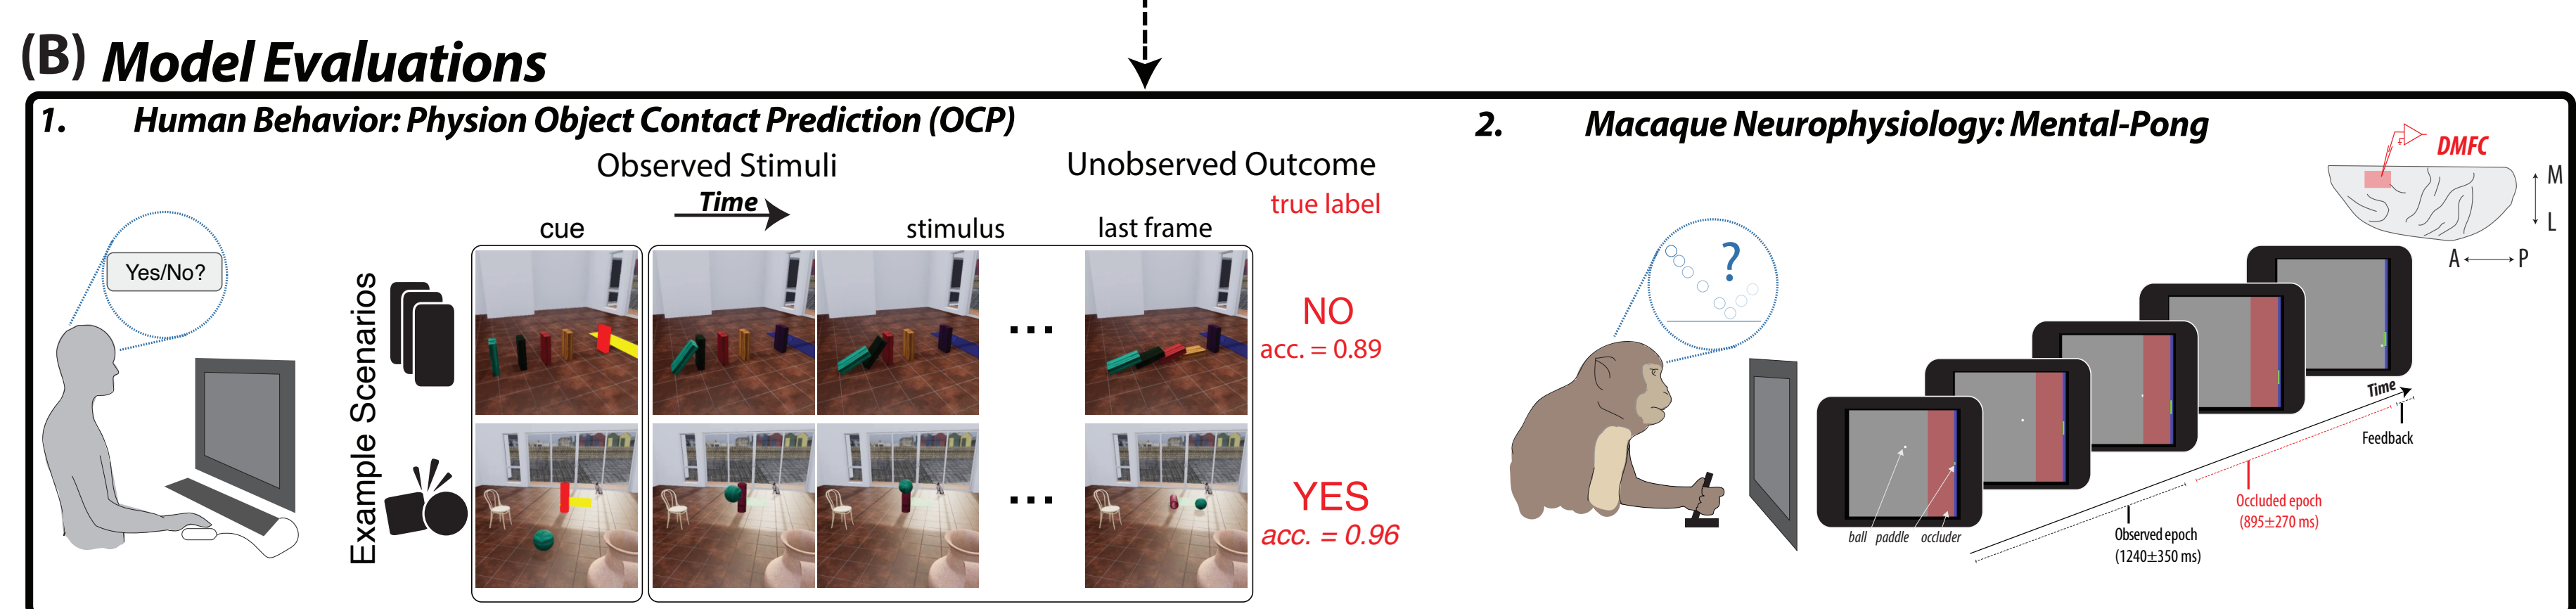 (B) Model Evaluations
1. Human Behavior: Physion Object Contact Prediction (OCP)
Observed Stimuli
Time
Unobserved Outcome
true label
cue
stimulus
last frame
Yes/No?
Example Scenarios
...
NO
acc. = 0.89
...
YES
acc. = 0.96
2. Macaque Neurophysiology: Mental-Pong
DMFC
M
L
A
P
?
ball
paddle
occluder
Time
Feedback
Occluded epoch
(895±270 ms)
Observed epoch
(1240±350 ms)